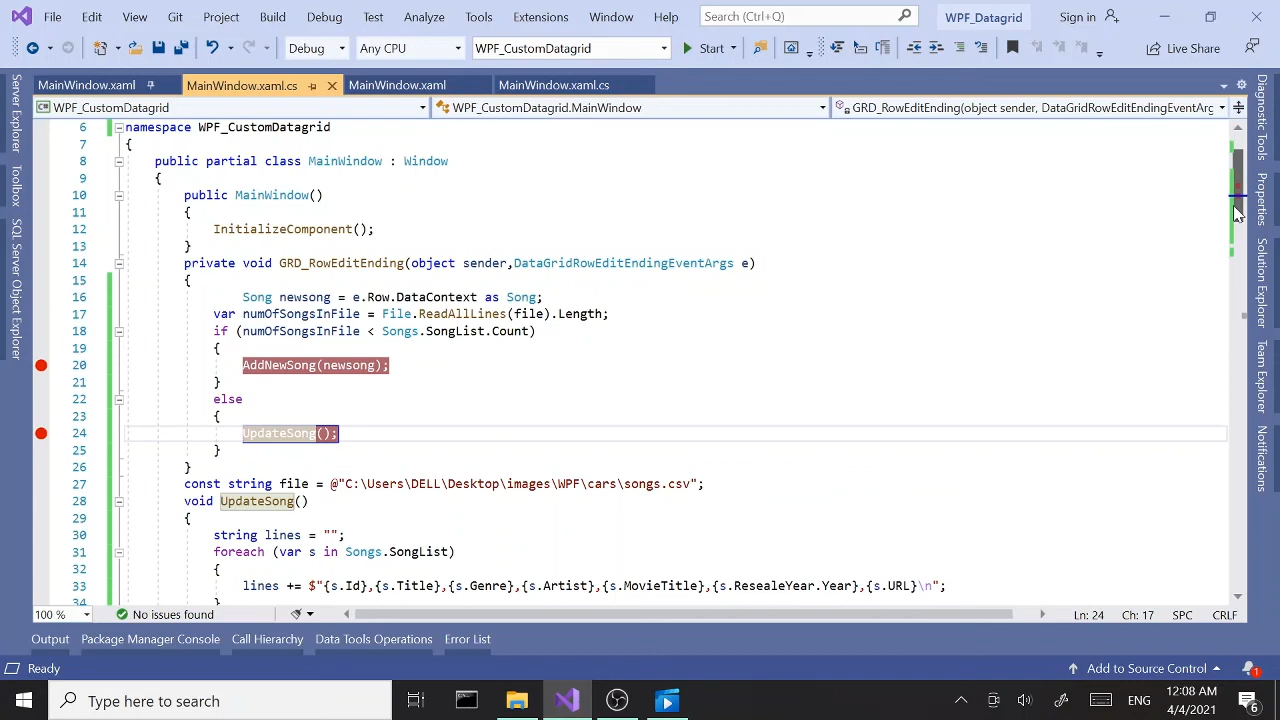 File Edit View Git Project Build Debug Test Analyze Tools Extensions Window Help Search (Ctrl+Q) WPF_Datagrid Sign in
Debug Any CPU WPF_CustomDatagrid Start Live Share
MainWindow.xaml MainWindow.xaml.cs MainWindow.xaml MainWindow.xaml.cs
WPF_CustomDatagrid WPF_CustomDatagrid.MainWindow GRD_RowEditEnding(object sender, DataGridRowEditEndingEventArg
Server Explorer
Toolbox
SQL Server Object Explorer
6 namespace WPF_CustomDatagrid
7 {
8 public partial class MainWindow : Window
9 {
10 public MainWindow()
11 {
12 InitializeComponent();
13 }
14 private void GRD_RowEditEnding(object sender,DataGridRowEditEndingEventArgs e)
15 {
16 Song newsong = e.Row.DataContext as Song;
17 var numOfSongsInFile = File.ReadAllLines(file).Length;
18 if (numOfSongsInFile < Songs.SongList.Count)
19 {
20 AddNewSong(newsong);
21 }
22 else
23 {
24 UpdateSong();
25 }
26 }
27 const string file = @"C:\Users\DELL\Desktop\images\WPF\cars\songs.csv";
28 void UpdateSong()
29 {
30 string lines = "";
31 foreach (var s in Songs.SongList)
32 {
33 lines += $"{s.Id},{s.Title},{s.Genre},{s.Artist},{s.MovieTitle},{s.ResealeYear.Year},{s.URL}\n";
34 }
Diagnostic Tools
Properties
Solution Explorer
Team Explorer
Notifications
100 % No issues found Ln: 24 Ch: 17 SPC CRLF
Output Package Manager Console Call Hierarchy Data Tools Operations Error List
Ready Add to Source Control 1
Type here to search ENG 2:08 AM
4/4/2021 6